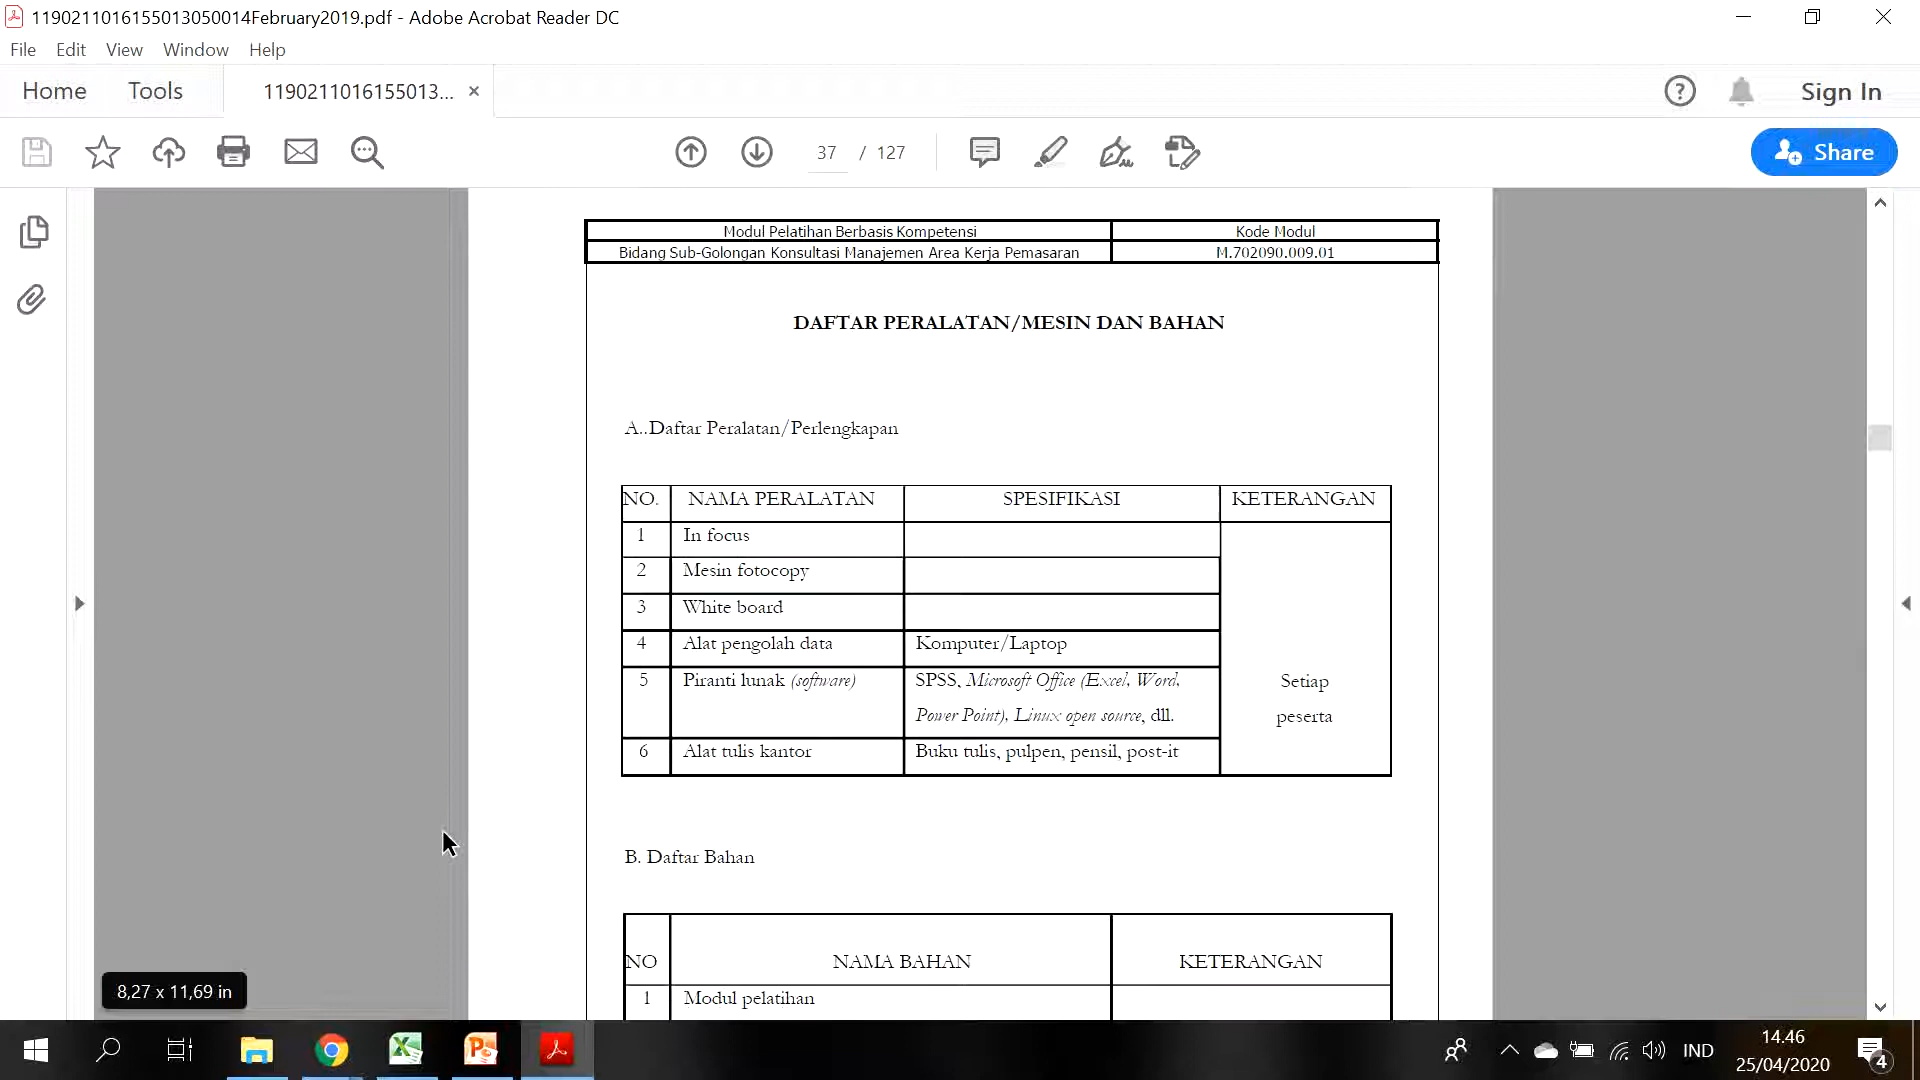 1190211016155013050014February2019.pdf - Adobe Acrobat Reader DC
File Edit View Window Help
Home Tools 1190211016155013... × Sign In
37 / 127 Share
Modul Pelatihan Berbasis Kompetensi Kode Modul
Bidang Sub-Golongan Konsultasi Manajemen Area Kerja Pemasaran M.702090.009.01
DAFTAR PERALATAN/MESIN DAN BAHAN
A..Daftar Peralatan/Perlengkapan
NO. NAMA PERALATAN SPESIFIKASI KETERANGAN
1 In focus
2 Mesin fotocopy
3 White board
4 Alat pengolah data Komputer/Laptop
5 Piranti lunak (software) SPSS, Microsoft Office (Excel, Word, Setiap
Power Point), Linux open source, dll. peserta
6 Alat tulis kantor Buku tulis, pulpen, pensil, post-it
B. Daftar Bahan
NO NAMA BAHAN KETERANGAN
8,27 x 11,69 in
1 Modul pelatihan
14.46
IND
25/04/2020
4